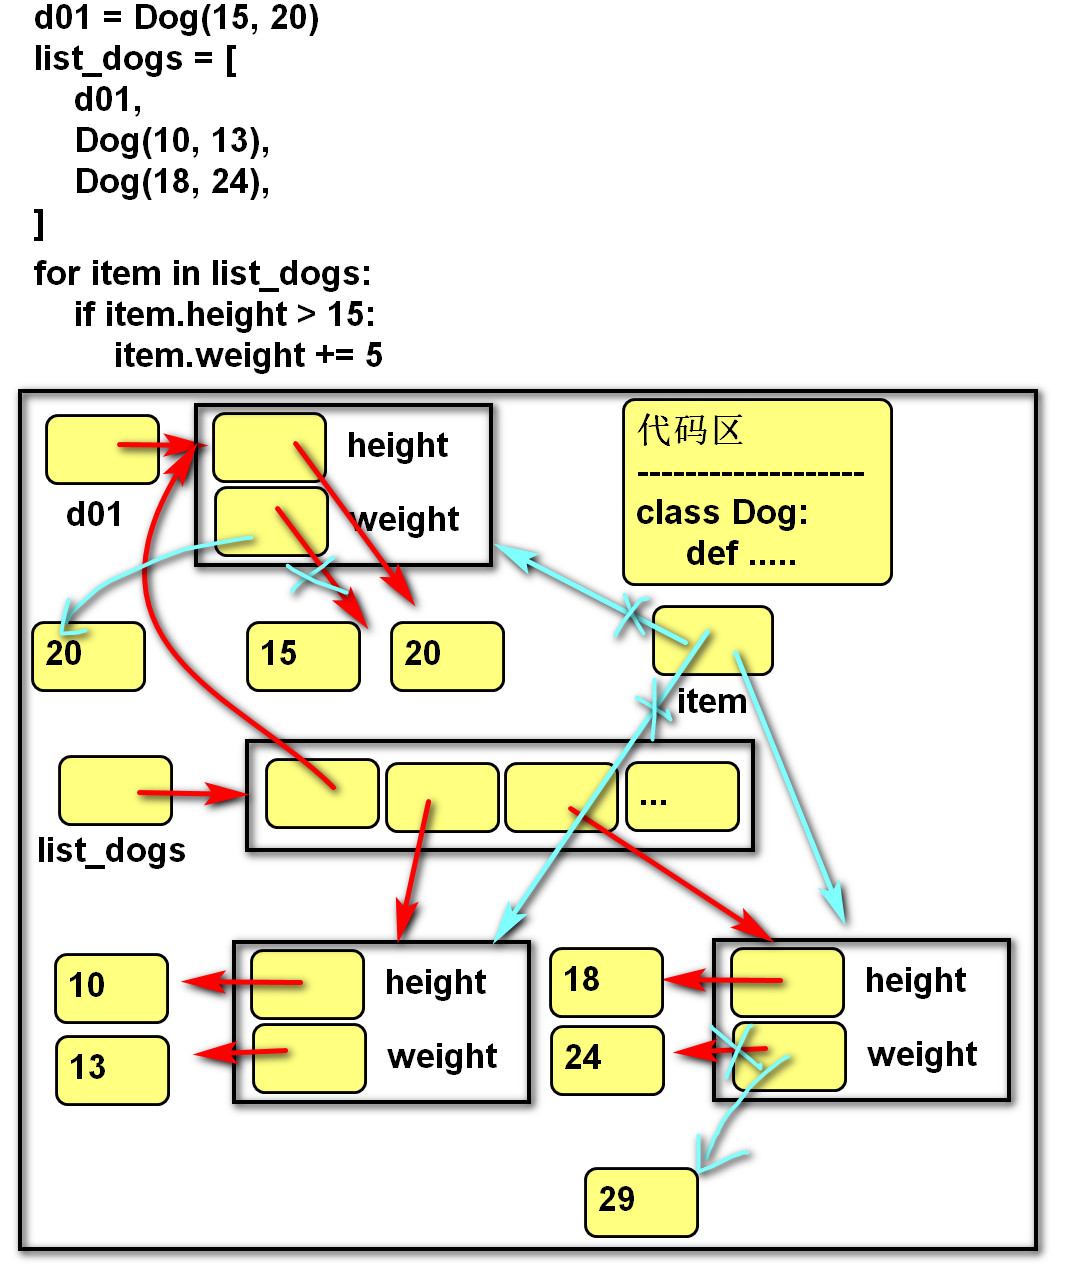 d01 = Dog(15, 20)
list_dogs = [
    d01,
    Dog(10, 13),
    Dog(18, 24),
]
for item in list_dogs:
    if item.height > 15:
        item.weight += 5
代码区
-------------------
class Dog:
    def .....
height
weight
d01
20
15
20
item
...
list_dogs
10
height
13
weight
18
height
24
weight
29